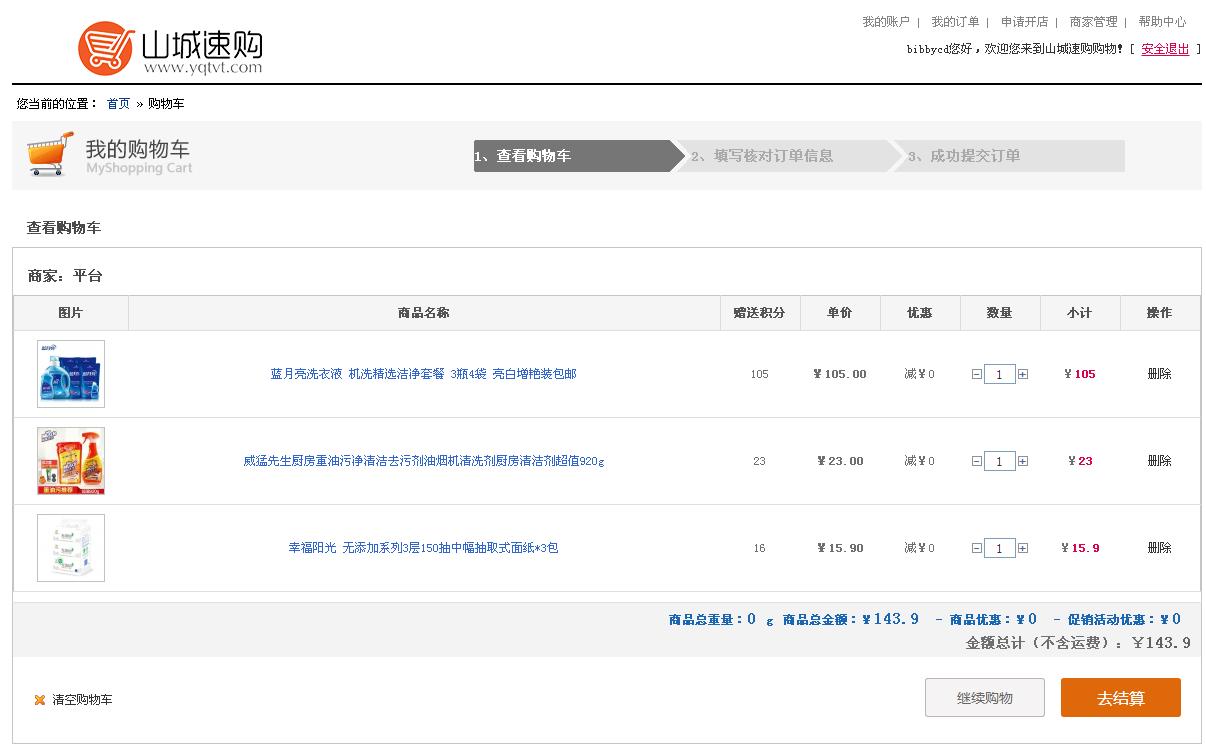 山城速购
www.yqtvt.com
我的账户 | 我的订单 | 申请开店 | 商家管理 | 帮助中心
bibbycd您好，欢迎您来到山城速购购物! [ 安全退出 ]
您当前的位置： 首页 » 购物车
我的购物车
MyShopping Cart
1、查看购物车 2、填写核对订单信息 3、成功提交订单
查看购物车
商家: 平台
图片 商品名称 赠送积分 单价 优惠 数量 小计 操作
蓝月亮洗衣液 机洗精选洁净套餐 3瓶4袋 亮白增艳装包邮 105 ¥105.00 减¥0 1 ¥105 删除
威猛先生厨房重油污净清洁去污剂油烟机清洗剂厨房清洁剂超值920g 23 ¥23.00 减¥0 1 ¥23 删除
幸福阳光 无添加系列3层150抽中幅抽取式面纸*3包 16 ¥15.90 减¥0 1 ¥15.9 删除
商品总重量：0 g 商品总金额：¥143.9 - 商品优惠：¥0 - 促销活动优惠：¥0
金额总计（不含运费）: ¥143.9
清空购物车 继续购物 去结算